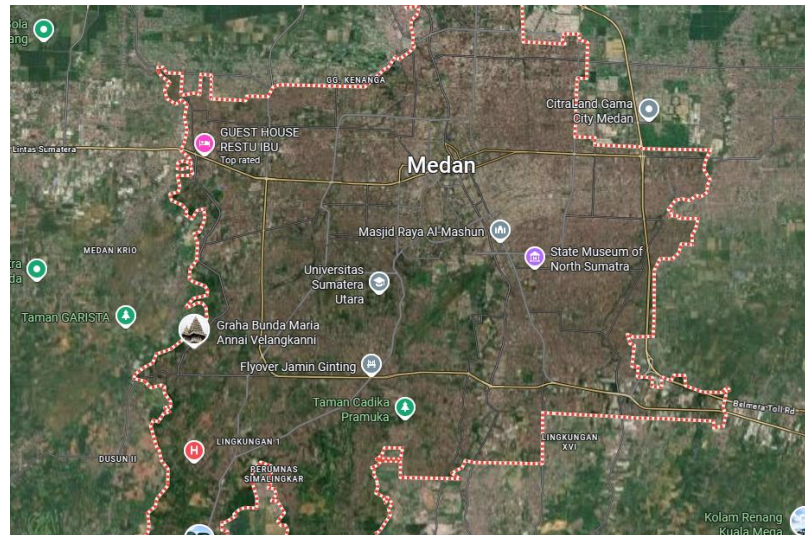 ang
GG. KENANGA
CitraLand Gama
City Medan
GUEST HOUSE
RESTU IBU
Top rated
Lintas Sumatera
Medan
Masjid Raya Al-Mashun
MEDAN KRIO
State Museum of
North Sumatra
Universitas
Sumatera
Utara
da
Taman GARISTA
Graha Bunda Maria
Annai Velangkanni
Flyover Jamin Ginting
Taman Cadika
Pramuka
Belmera Toll Rd
LINGKUNGAN 1
LINGKUNGAN
XVI
DUSUN II
H
PERUMNAS
SIMALINGKAR
Kolam Renang
Kuala Mega